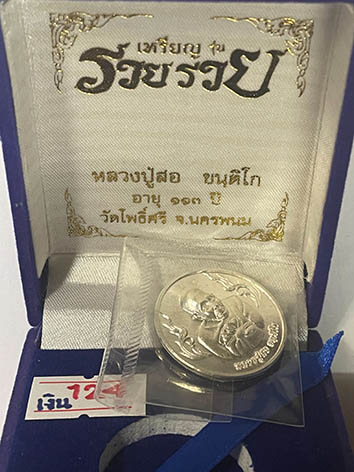 เหรียญ รุ่น
รวยรวย
หลวงปู่สอ ขนฺติโก
อายุ ๑๑๓ ปี
วัดโพธิ์ศรี จ.นครพนม
124
เงิน